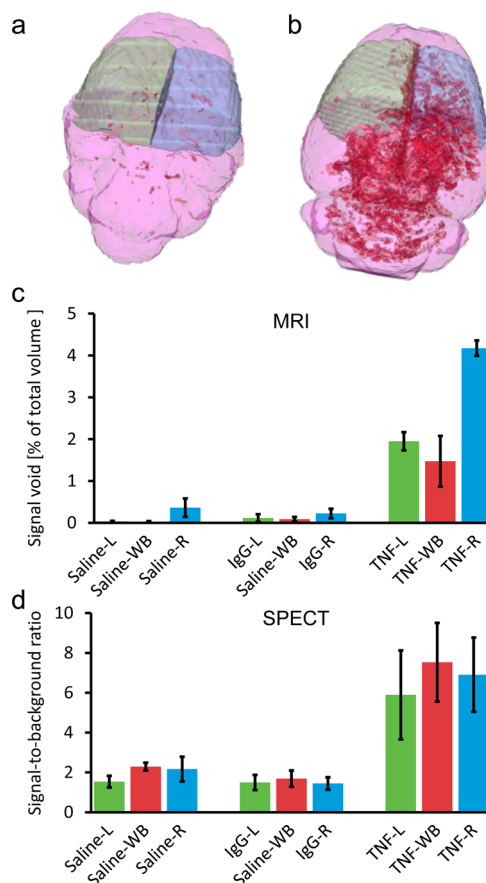 a
b
c
MRI
Signal void [% of total volume ]
5
4
3
2
1
0
Saline-L
Saline-WB
Saline-R
IgG-L
Saline-WB
IgG-R
TNF-L
TNF-WB
TNF-R
d
SPECT
Signal-to-background ratio
10
8
6
4
2
0
Saline-L
Saline-WB
Saline-R
IgG-L
Saline-WB
IgG-R
TNF-L
TNF-WB
TNF-R